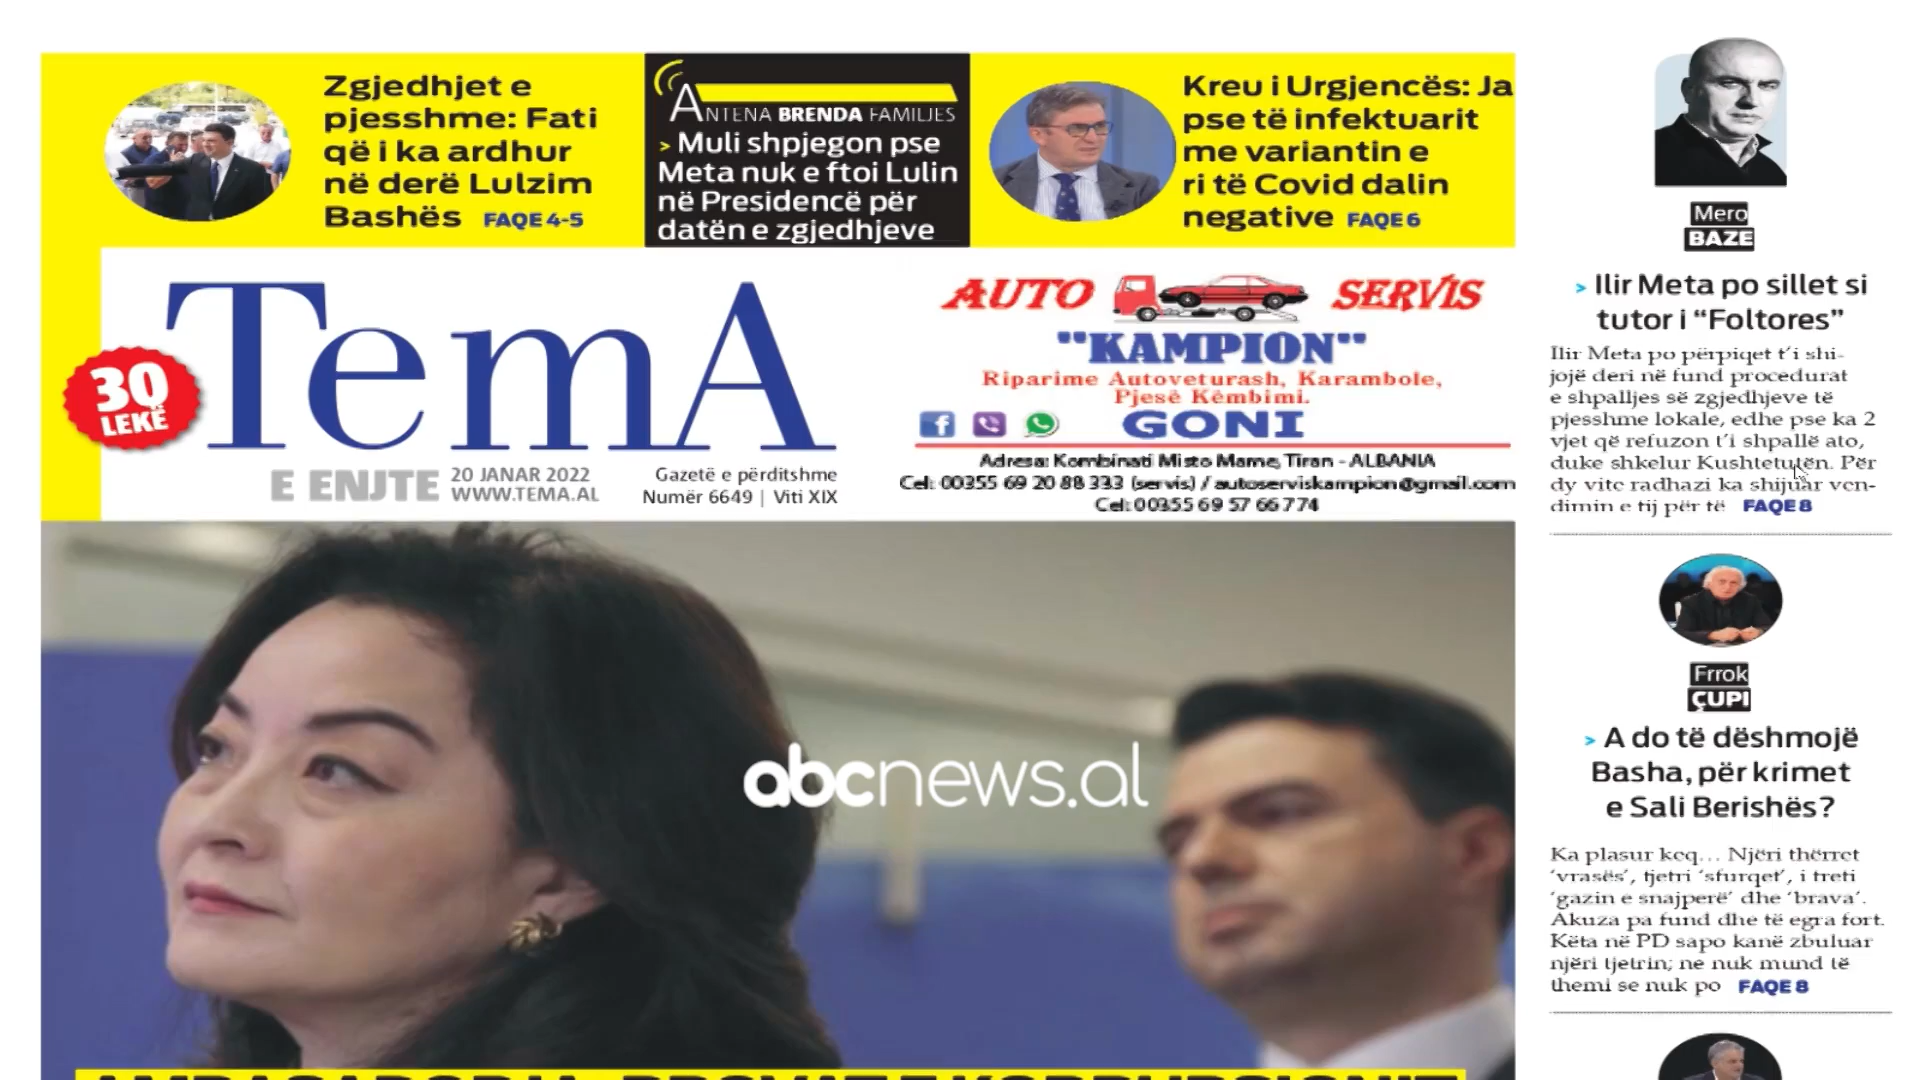 Zgjedhjet e
pjesshme: Fati
që i ka ardhur
në derë Lulzim
Bashës FAQE 4-5
ANTENA BRENDA FAMILJES
> Muli shpjegon pse
Meta nuk e ftoi Lulin
në Presidencë për
datën e zgjedhjeve
Kreu i Urgjencës: Ja
pse të infektuarit
me variantin e
ri të Covid dalin
negative FAQE 6
30
LEKË
TemA
E ENJTE
20 JANAR 2022
WWW.TEMA.AL
Gazetë e përditshme
Numër 6649 | Viti XIX
AUTO SERVIS
"KAMPION"
Riparime Autoveturash, Karambole,
Pjesë Këmbimi.
GONI
Adresa: Kombinati Misto Mame, Tiran - ALBANIA
Cel: 00355 69 20 88 333 (servis) / autoserviskampion@gmail.com
Cel: 00355 69 57 66 774
abcnews.al
Mero
BAZE
> Ilir Meta po sillet si
tutor i “Foltores”
Ilir Meta po përpiqet t’i shi-
jojë deri në fund procedurat
e shpalljes së zgjedhjeve të
pjesshme lokale, edhe pse ka 2
vjet që refuzon t’i shpallë ato,
duke shkelur Kushtetutën. Për
dy vite radhazi ka shijuar ven-
dimin e tij për të FAQE 8
Frrok
ÇUPI
> A do të dëshmojë
Basha, për krimet
e Sali Berishës?
Ka plasur keq... Njëri thërret
‘vrasës’, tjetri ‘sfurqet’, i treti
‘gazin e snajperë’ dhe ‘brava’.
Akuza pa fund dhe të egra fort.
Këta në PD sapo kanë zbuluar
njëri tjetrin; ne nuk mund të
themi se nuk po FAQE 8